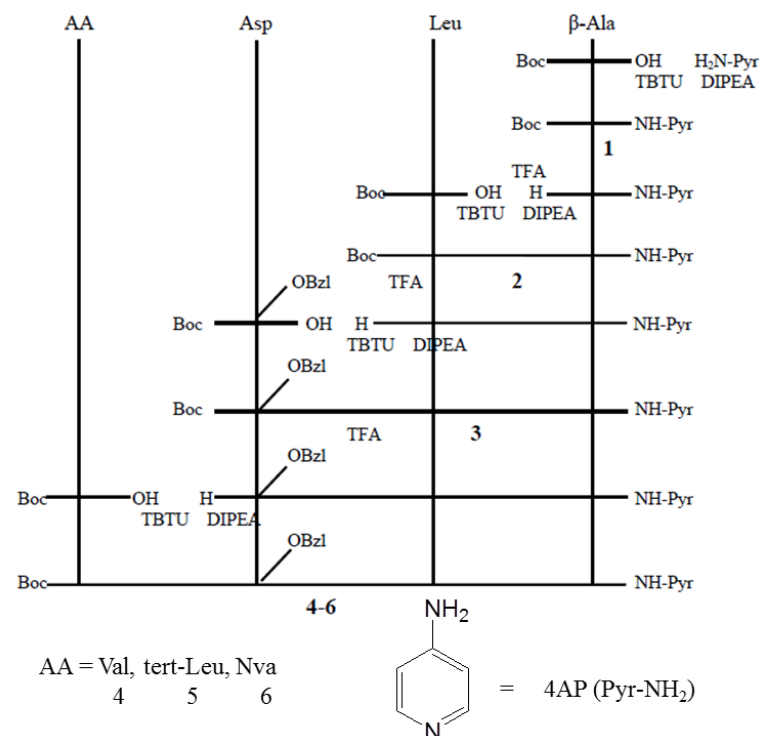 AA Asp Leu β-Ala
Boc OH H₂N-Pyr
TBTU DIPEA
Boc NH-Pyr
1
TFA
Boc OH H NH-Pyr
TBTU DIPEA
Boc NH-Pyr
OBzl TFA 2
Boc OH H NH-Pyr
TBTU DIPEA
OBzl
Boc NH-Pyr
TFA 3
OBzl
Boc OH H NH-Pyr
TBTU DIPEA
OBzl
Boc NH-Pyr
4-6
NH₂
AA = Val, tert-Leu, Nva
4 5 6
= 4AP (Pyr-NH₂)
N